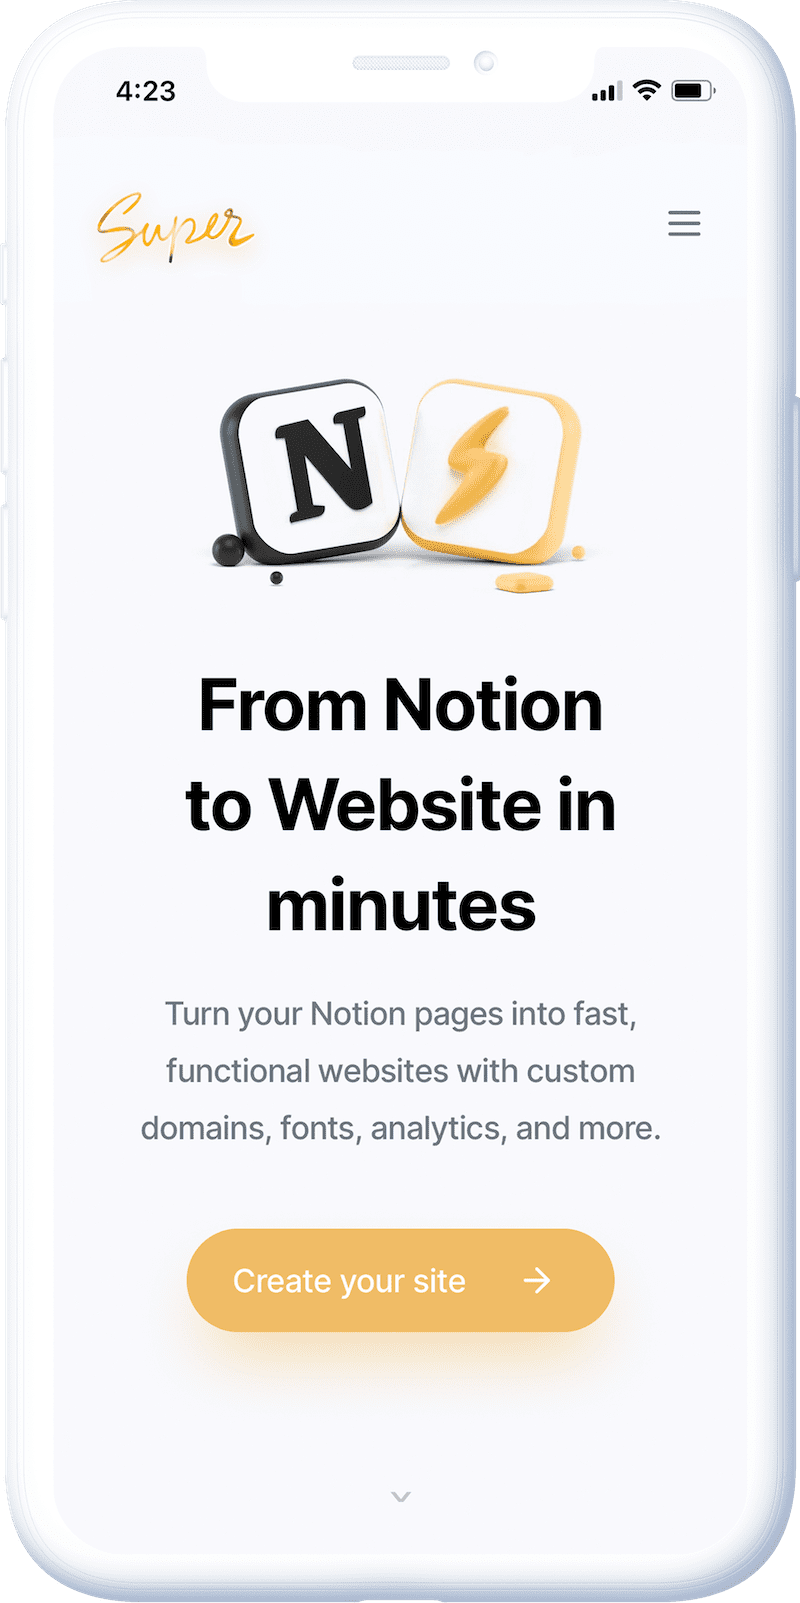 4:23
Super
N
From Notion
to Website in
minutes
Turn your Notion pages into fast,
functional websites with custom
domains, fonts, analytics, and more.
Create your site